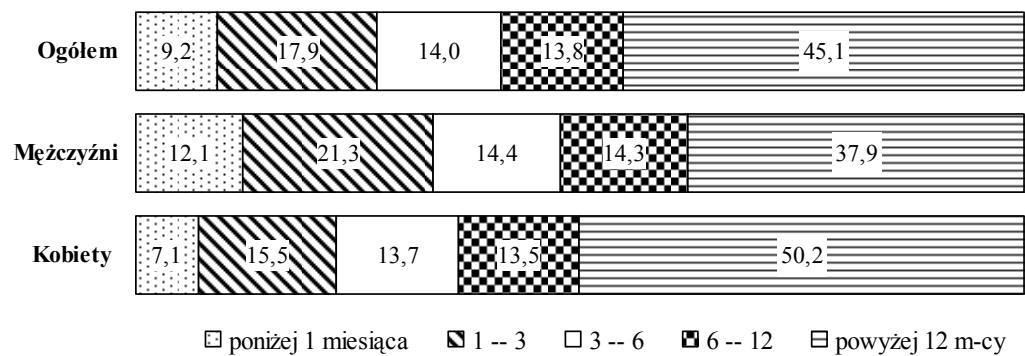 Ogółem 9,2 17,9 14,0 13,8 45,1
Mężczyźni 12,1 21,3 14,4 14,3 37,9
Kobiety 7,1 15,5 13,7 13,5 50,2
poniżej 1 miesiąca 1 -- 3 3 -- 6 6 -- 12 powyżej 12 m-cy